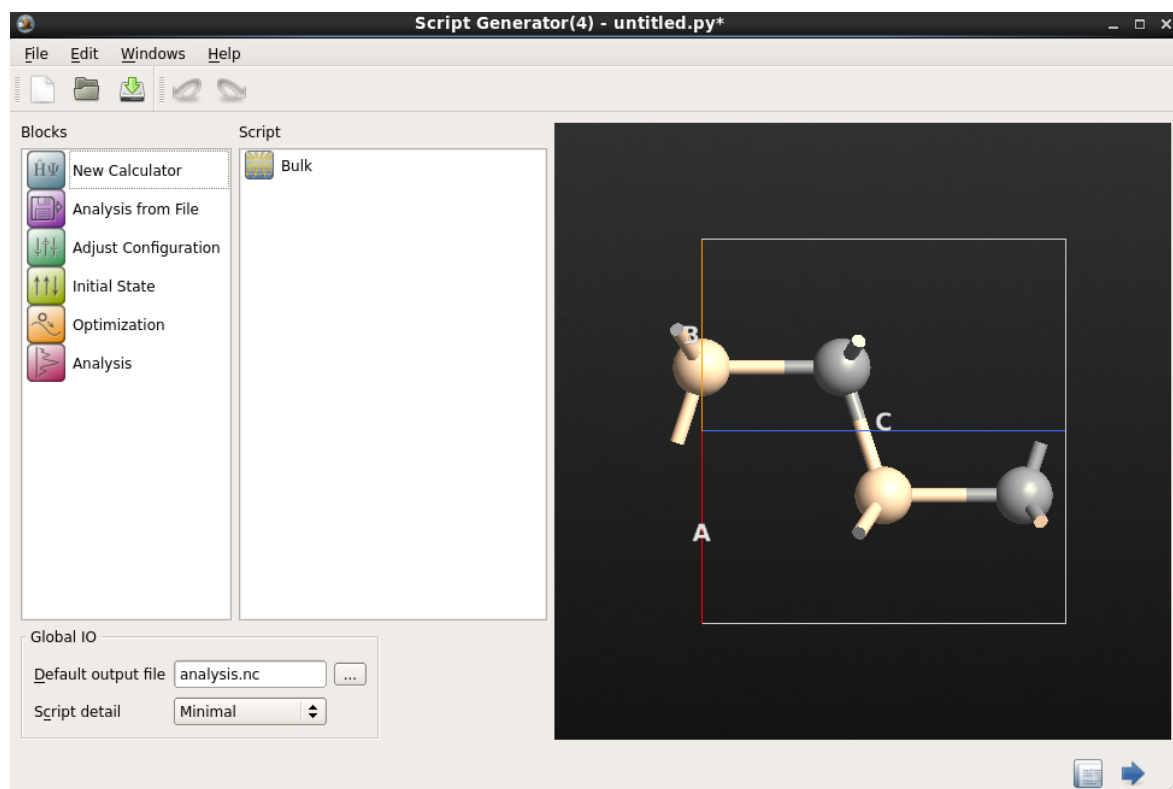 Script Generator(4) - untitled.py*
File Edit Windows Help
Blocks
Script
ĤΨ New Calculator
Analysis from File
Adjust Configuration
Initial State
Optimization
Analysis
Bulk
B
C
A
Global IO
Default output file analysis.nc ...
Script detail Minimal